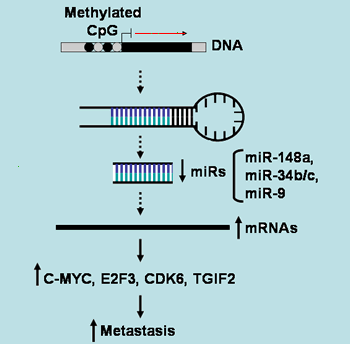 Methylated
CpG
DNA
miRs
miR-148a,
miR-34b/c,
miR-9
mRNAs
C-MYC, E2F3, CDK6, TGIF2
Metastasis